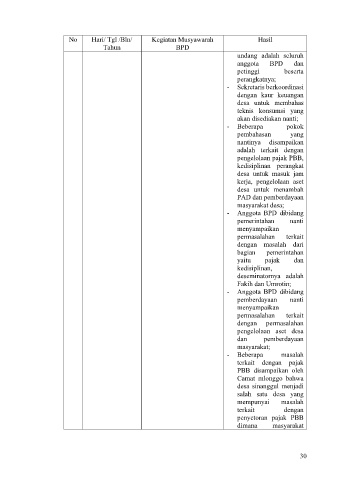 No Hari/ Tgl /Bln/ Kegiatan Musyawarah Hasil
Tahun BPD
undang adalah seluruh
anggota BPD dan
petinggi beserta
perangkatnya;
- Sekretaris berkoordinasi
dengan kaur keuangan
desa untuk membahas
teknis konsumsi yang
akan disediakan nanti;
- Beberapa pokok
pembahasan yang
nantinya disampaikan
adalah terkait dengan
pengelolaan pajak PBB,
kedisiplinan perangkat
desa untuk masuk jam
kerja, pengelolaan aset
desa untuk menambah
PAD dan pemberdayaan
masyarakat desa;
- Anggota BPD dibidang
pemerintahan nanti
menyampaikan
permasalahan terkait
dengan masalah dari
bagian pemerintahan
yaitu pajak dan
kedisiplinan,
deseminatornya adalah
Fakih dan Umrotin;
- Anggota BPD dibidang
pemberdayaan nanti
menyampaikan
permasalahan terkait
dengan permasalahan
pengelolaan aset desa
dan pemberdayaan
masyarakat;
- Beberapa masalah
terkait dengan pajak
PBB disampaikan oleh
Camat mlonggo bahwa
desa sinanggul menjadi
salah satu desa yang
mempunyai masalah
terkait dengan
penyetoran pajak PBB
dimana masyarakat
30